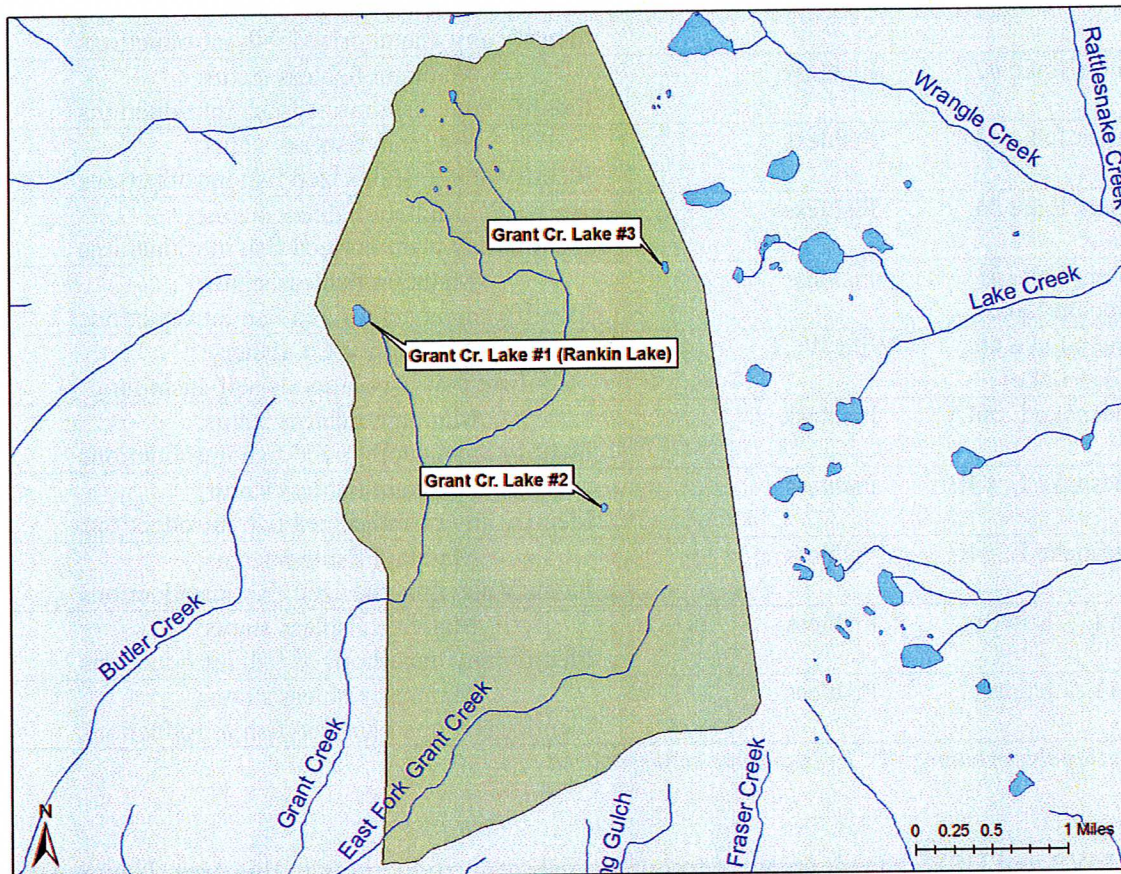 Wrangle Creek
Rattlesnake Creek
Grant Cr. Lake #3
Lake Creek
Grant Cr. Lake #1 (Rankin Lake)
Grant Cr. Lake #2
Butler Creek
Grant Creek
East Fork Grant Creek
Gulch
Fraser Creek
N
0 0.25 0.5 1 Miles